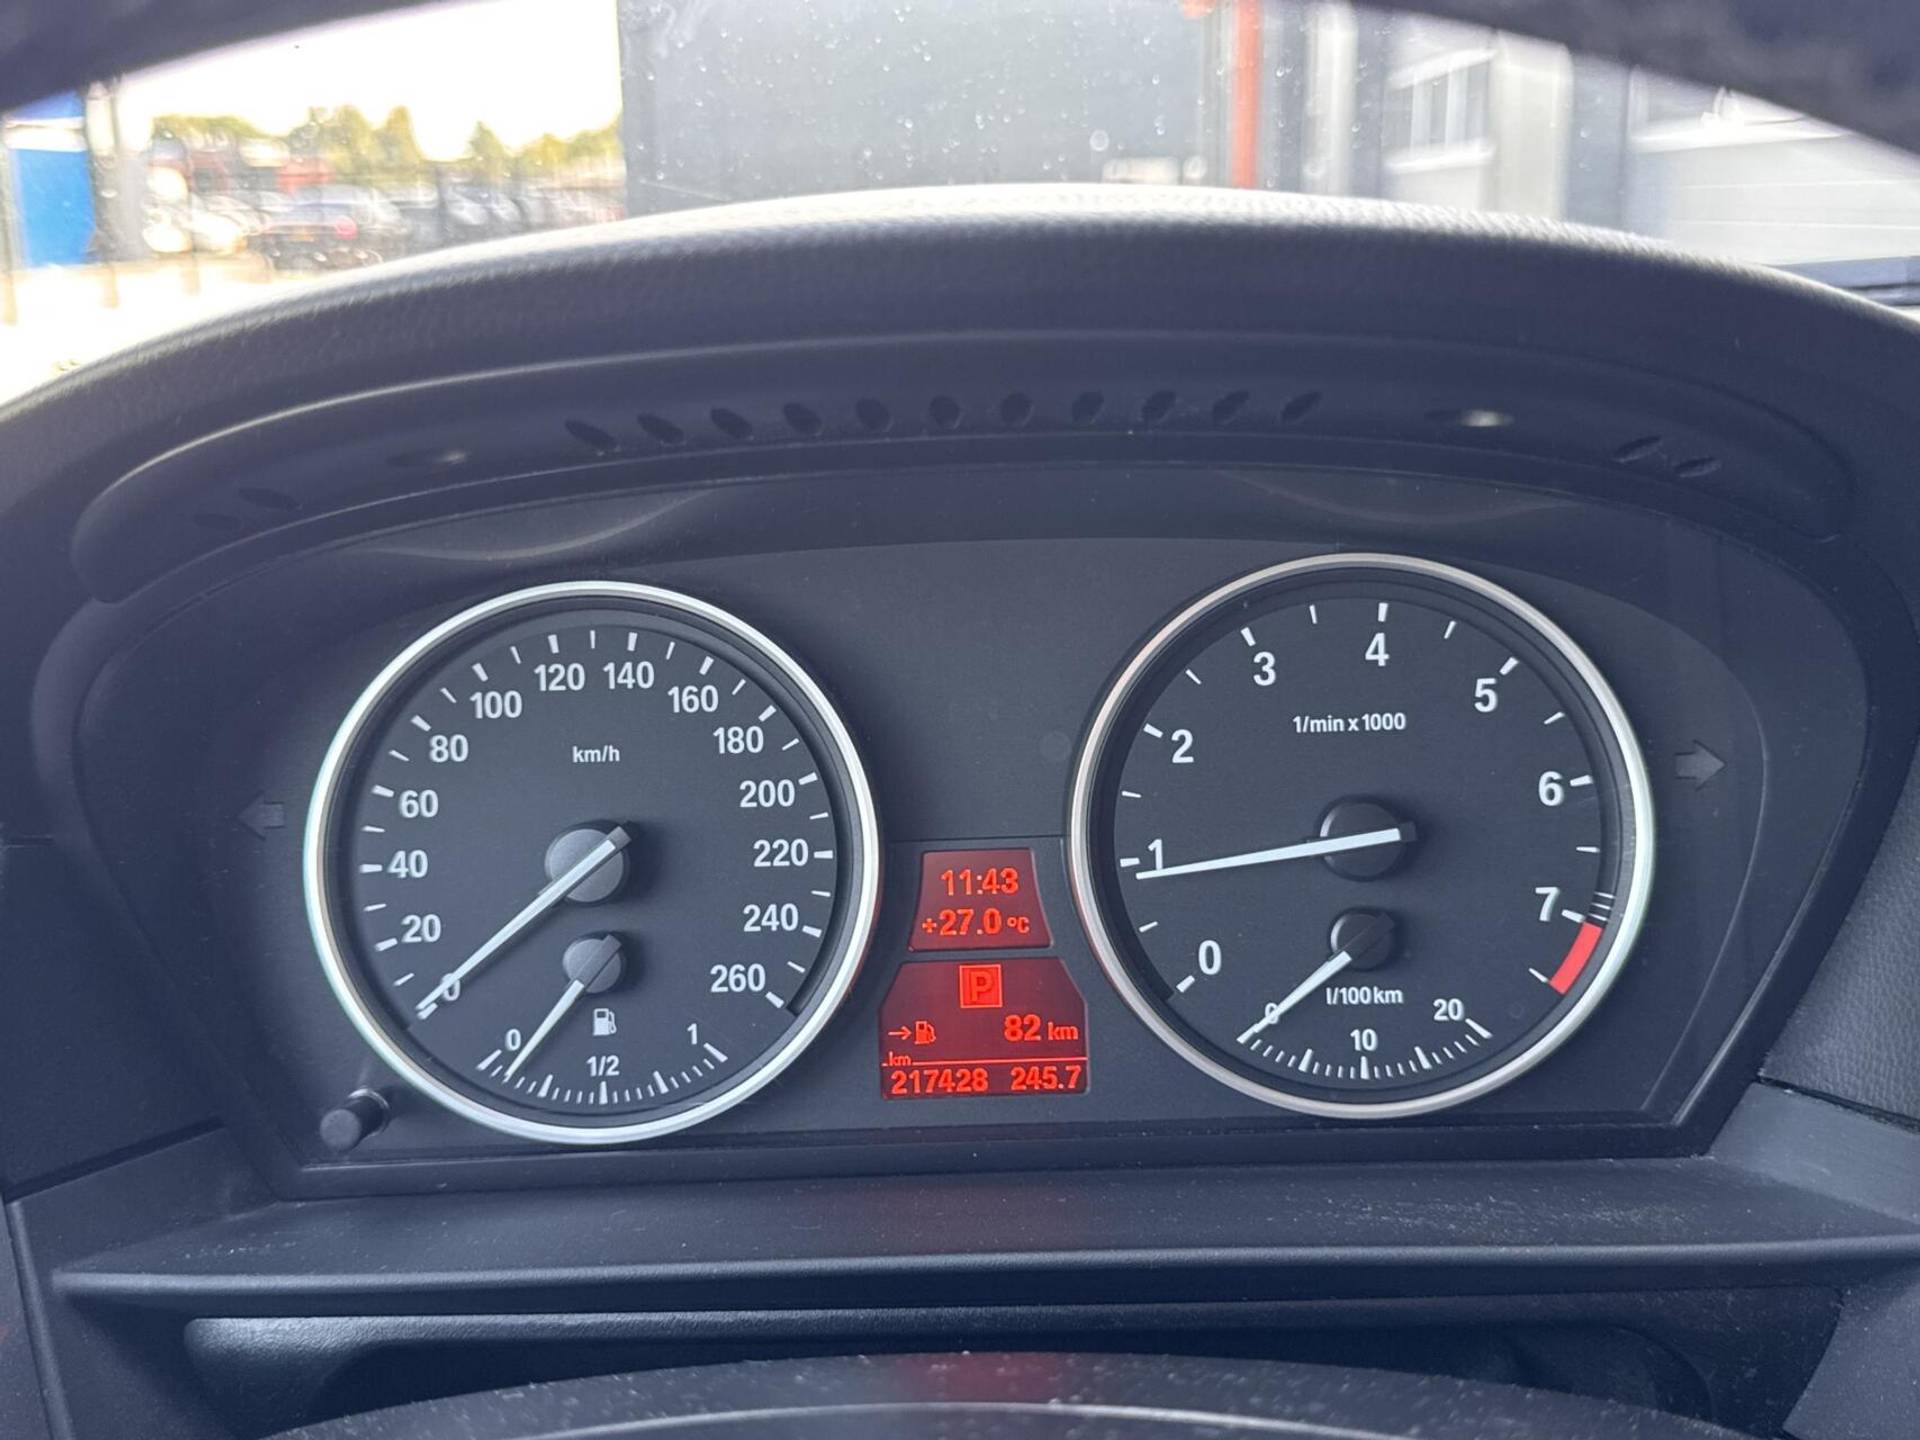 0 20 40 60 80 100 120 140 160 180 200 220 240 260
km/h
0 1/2 1
11:43
+27.0 °C
P
→ 82 km
km
217428 245.7
0 1 2 3 4 5 6 7
1/min x 1000
l/100km
0 10 20